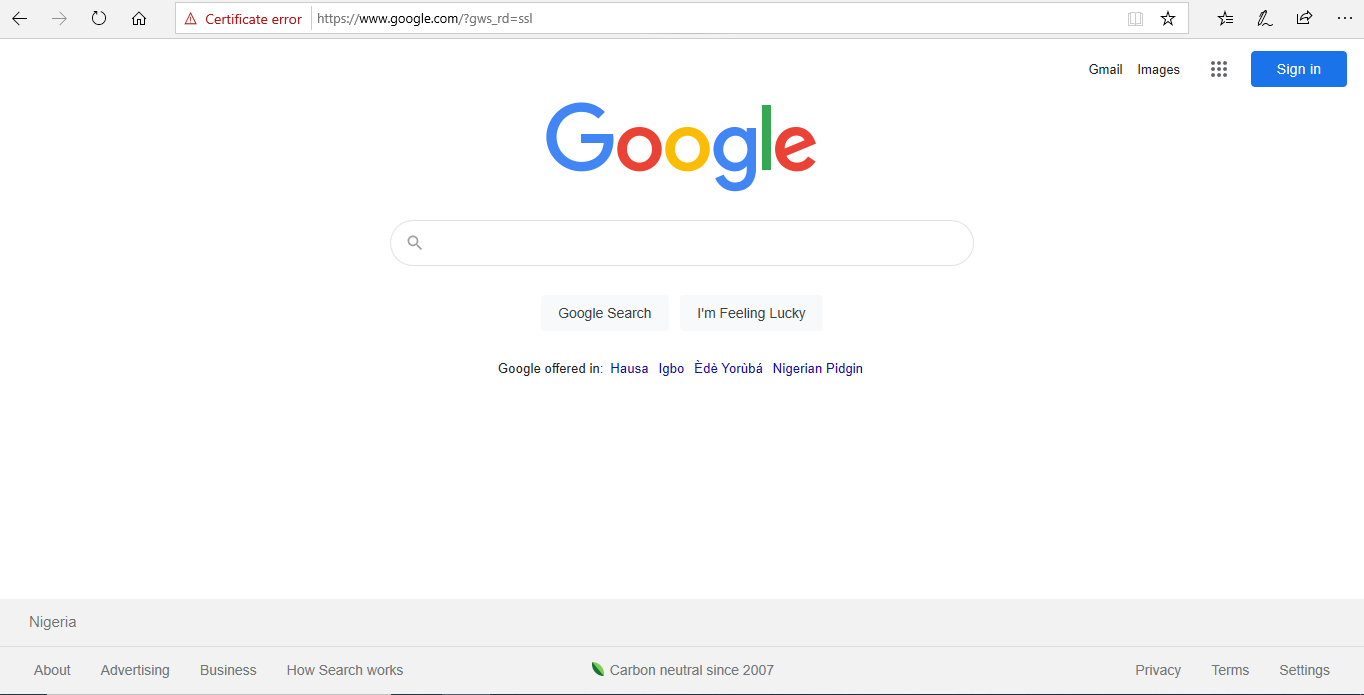 Certificate error https://www.google.com/?gws_rd=ssl
Gmail Images Sign in
Google
Google Search I'm Feeling Lucky
Google offered in: Hausa Igbo Èdè Yorùbá Nigerian Pidgin
Nigeria
About Advertising Business How Search works Carbon neutral since 2007 Privacy Terms Settings